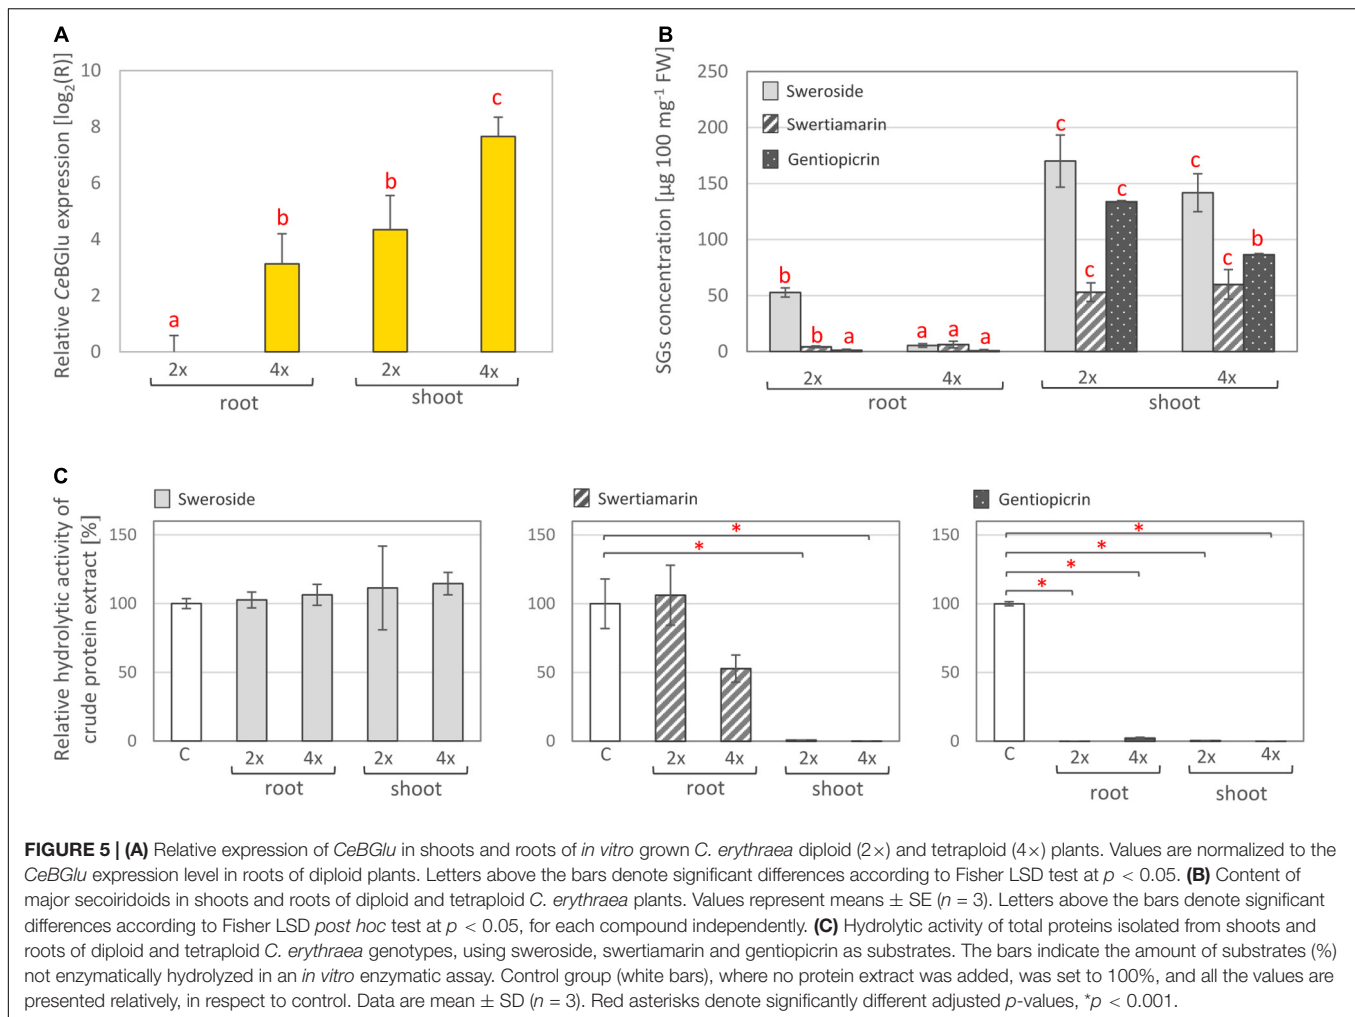 A
Relative CeBGlu expression [log2(R)]
10
8
6
4
2
0
a
b
b
c
2x
4x
2x
4x
root
shoot
B
SGs concentration [µg 100 mg-1 FW]
250
200
150
100
50
0
Sweroside
Swertiamarin
Gentiopicrin
b
b
a
a
a
a
c
c
c
c
c
b
2x
4x
2x
4x
root
shoot
C
Relative hydrolytic activity of
crude protein extract [%]
Sweroside
150
100
50
0
C
2x
4x
2x
4x
root
shoot
Swertiamarin
150
100
50
0
*
*
C
2x
4x
2x
4x
root
shoot
Gentiopicrin
150
100
50
0
*
*
*
*
C
2x
4x
2x
4x
root
shoot
FIGURE 5 | (A) Relative expression of CeBGlu in shoots and roots of in vitro grown C. erythraea diploid (2×) and tetraploid (4×) plants. Values are normalized to the
CeBGlu expression level in roots of diploid plants. Letters above the bars denote significant differences according to Fisher LSD test at p < 0.05. (B) Content of
major secoiridoids in shoots and roots of diploid and tetraploid C. erythraea plants. Values represent means ± SE (n = 3). Letters above the bars denote significant
differences according to Fisher LSD post hoc test at p < 0.05, for each compound independently. (C) Hydrolytic activity of total proteins isolated from shoots and
roots of diploid and tetraploid C. erythraea genotypes, using sweroside, swertiamarin and gentiopicrin as substrates. The bars indicate the amount of substrates (%)
not enzymatically hydrolyzed in an in vitro enzymatic assay. Control group (white bars), where no protein extract was added, was set to 100%, and all the values are
presented relatively, in respect to control. Data are mean ± SD (n = 3). Red asterisks denote significantly different adjusted p-values, *p < 0.001.